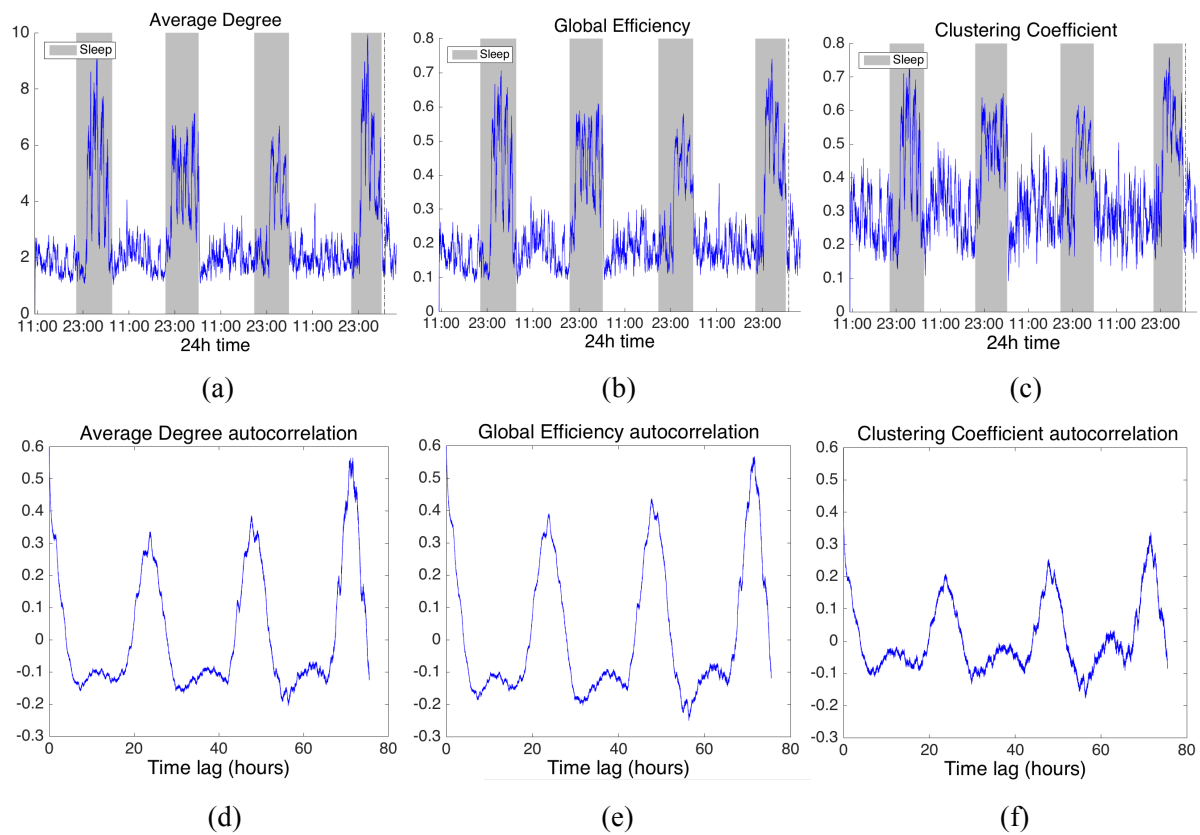 Average Degree
Sleep
10
8
6
4
2
0
11:00 23:00 11:00 23:00 11:00 23:00 11:00 23:00
24h time
(a)
Global Efficiency
Sleep
0.8
0.7
0.6
0.5
0.4
0.3
0.2
0.1
0
11:00 23:00 11:00 23:00 11:00 23:00 11:00 23:00
24h time
(b)
Clustering Coefficient
Sleep
0.8
0.7
0.6
0.5
0.4
0.3
0.2
0.1
0
11:00 23:00 11:00 23:00 11:00 23:00 11:00 23:00
24h time
(c)
Average Degree autocorrelation
0.6
0.5
0.4
0.3
0.2
0.1
0
-0.1
-0.2
-0.3
0 20 40 60 80
Time lag (hours)
(d)
Global Efficiency autocorrelation
0.6
0.5
0.4
0.3
0.2
0.1
0
-0.1
-0.2
-0.3
0 20 40 60 80
Time lag (hours)
(e)
Clustering Coefficient autocorrelation
0.6
0.5
0.4
0.3
0.2
0.1
0
-0.1
-0.2
-0.3
0 20 40 60 80
Time lag (hours)
(f)